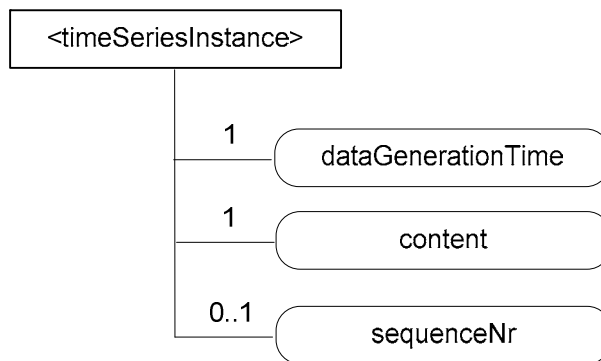 <timeSeriesInstance>
1
dataGenerationTime
1
content
0..1
sequenceNr